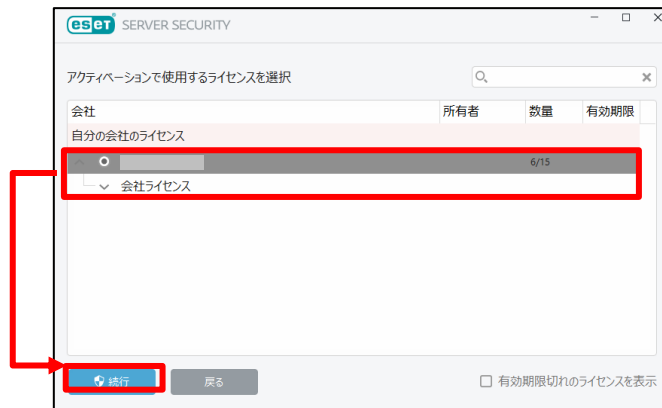 eset SERVER SECURITY
アクティベーションで使用するライセンスを選択
会社 所有者 数量 有効期限
自分の会社のライセンス
6/15
会社ライセンス
続行 戻る 有効期限切れのライセンスを表示